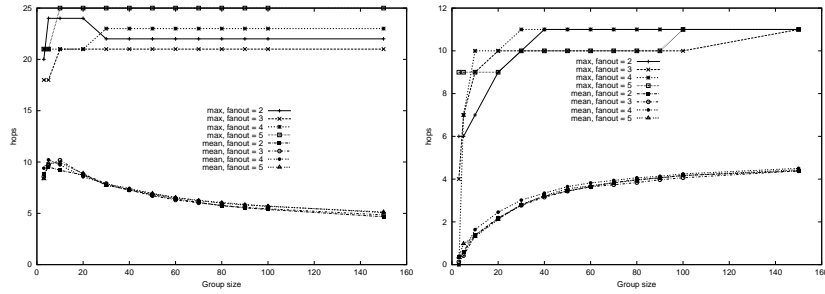 25
20
15
10
5
0
hops
max, fanout = 2
max, fanout = 3
max, fanout = 4
max, fanout = 5
mean, fanout = 2
mean, fanout = 3
mean, fanout = 4
mean, fanout = 5
0 20 40 60 80 100 120 140 160
Group size
12
10
8
6
4
2
0
hops
max, fanout = 2
max, fanout = 3
max, fanout = 4
max, fanout = 5
mean, fanout = 2
mean, fanout = 3
mean, fanout = 4
mean, fanout = 5
0 20 40 60 80 100 120 140 160
Group size